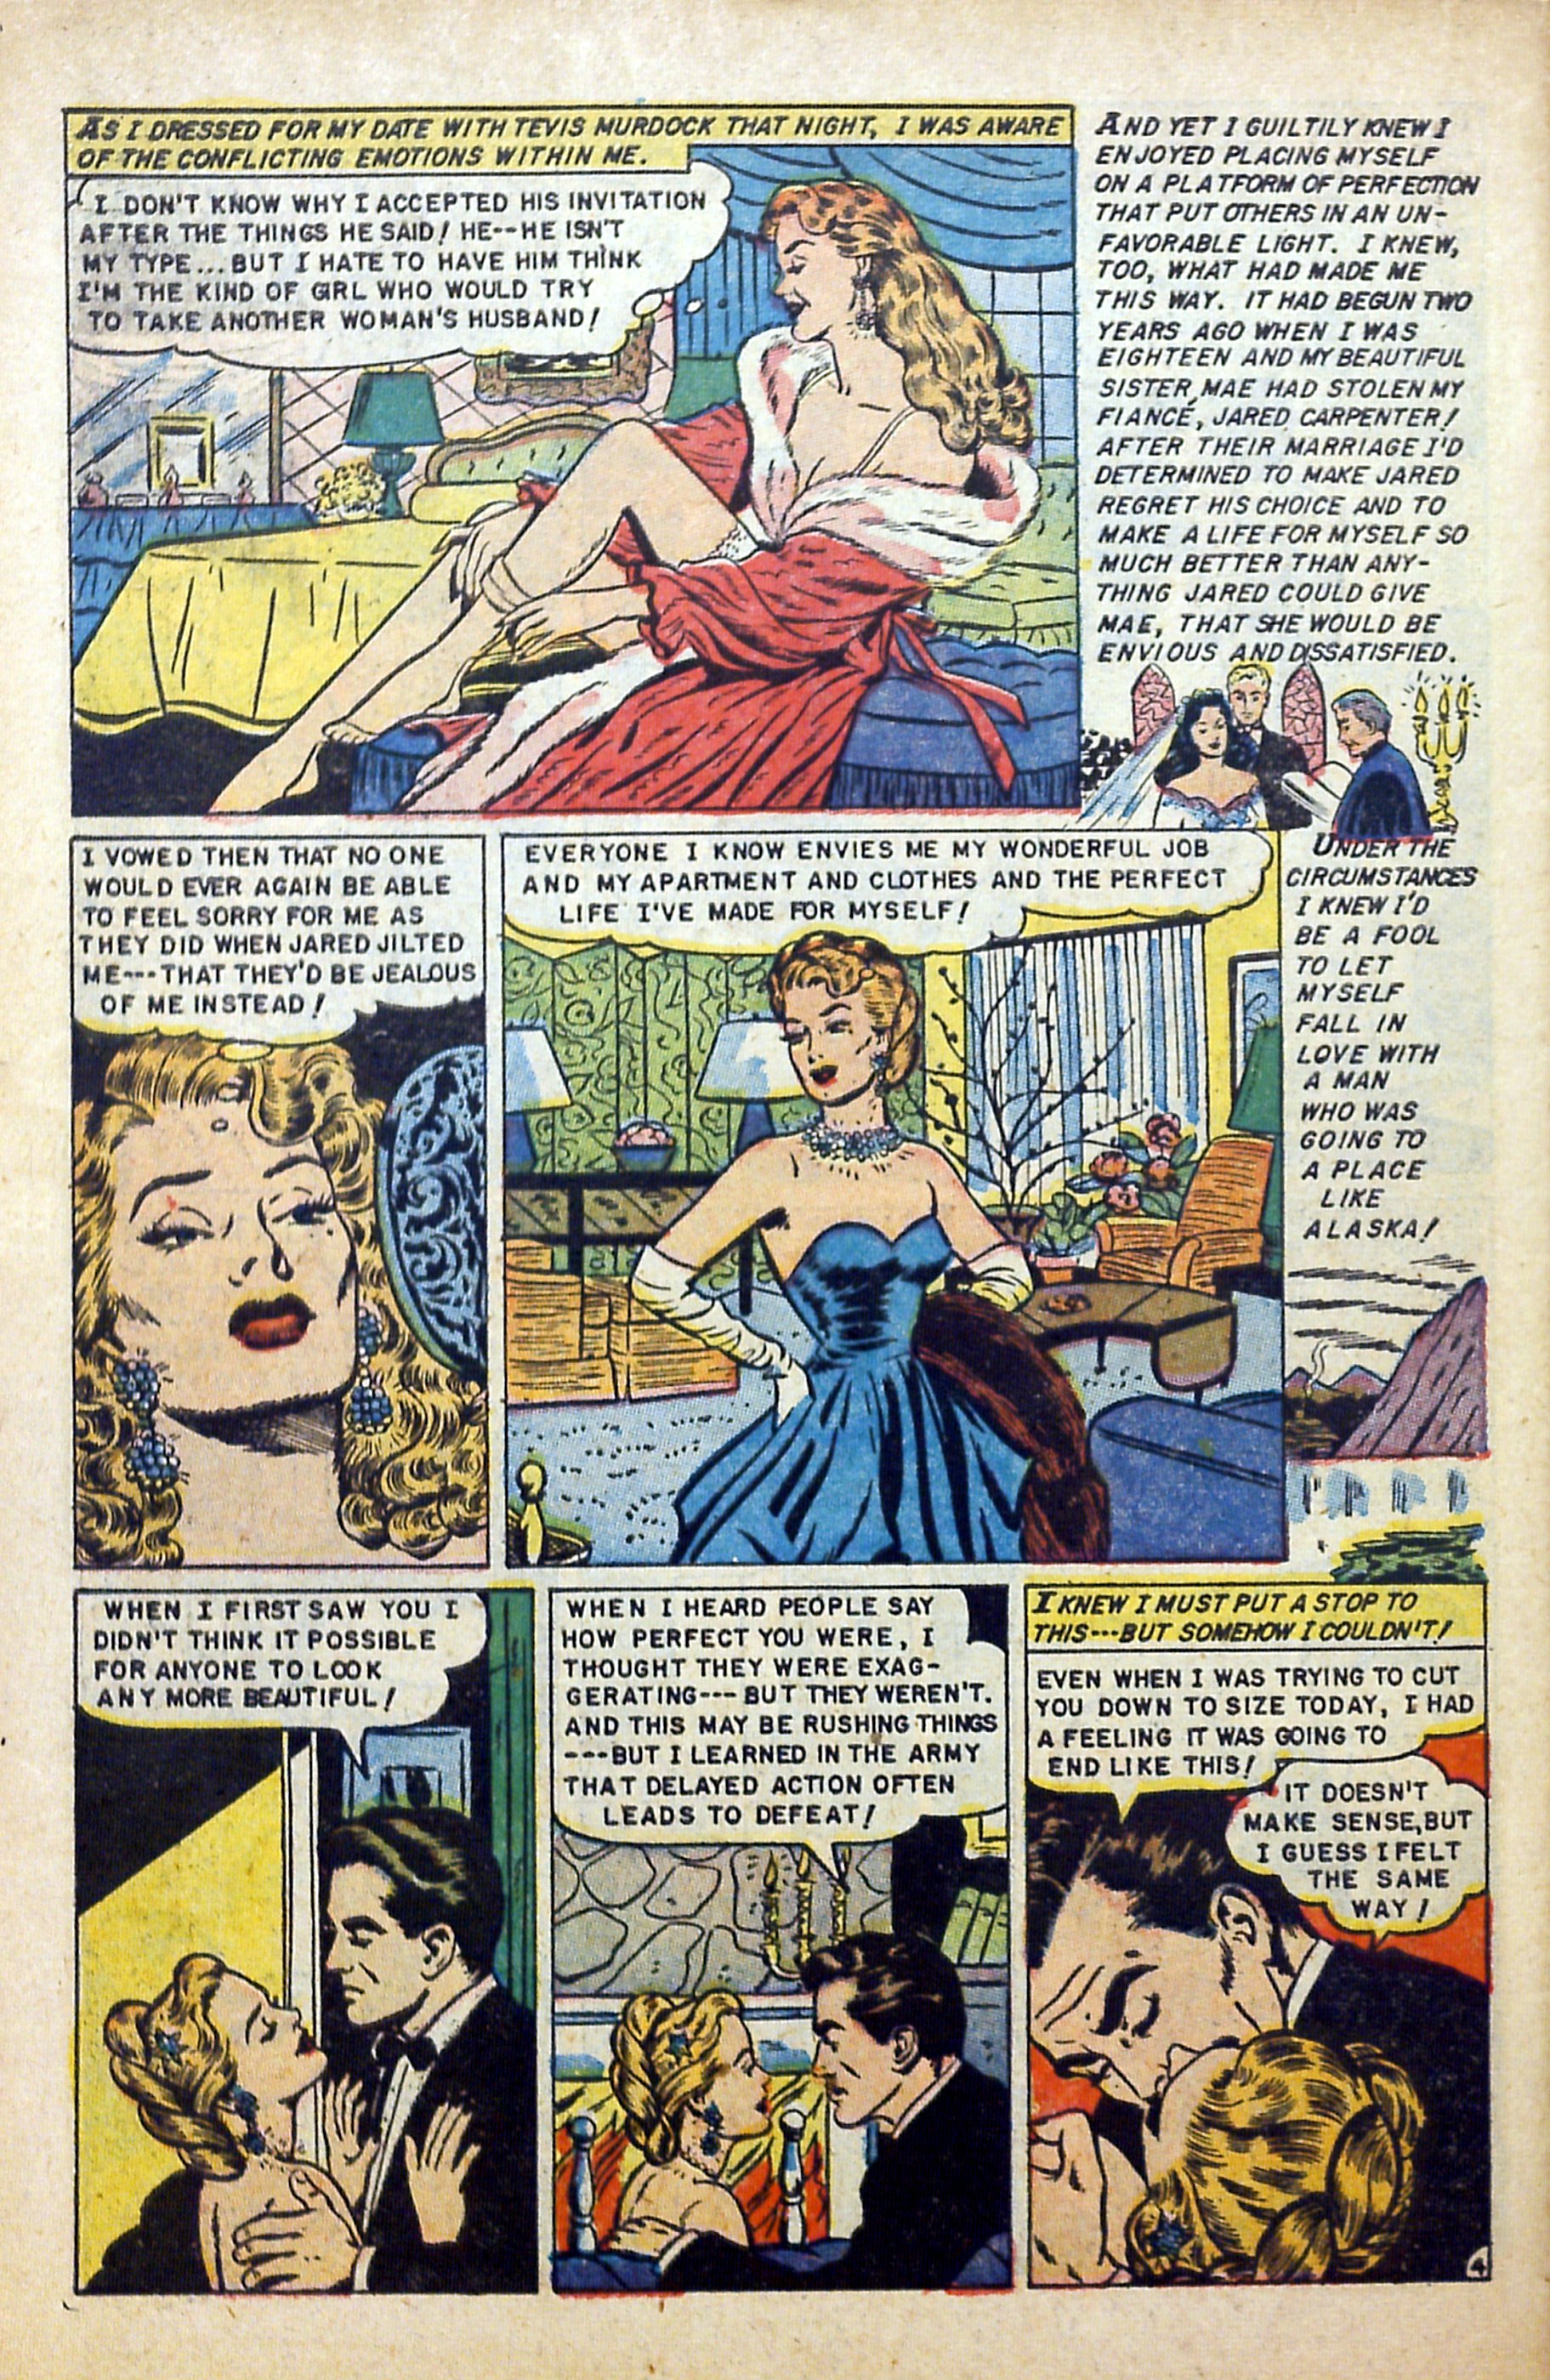 AS I DRESSED FOR MY DATE WITH TEVIS MURDOCK THAT NIGHT, I WAS AWARE
OF THE CONFLICTING EMOTIONS WITHIN ME.
I DON'T KNOW WHY I ACCEPTED HIS INVITATION
AFTER THE THINGS HE SAID! HE--HE ISN'T
MY TYPE...BUT I HATE TO HAVE HIM THINK
I'M THE KIND OF GIRL WHO WOULD TRY
TO TAKE ANOTHER WOMAN'S HUSBAND!
AND YET I GUILTILY KNEW I
ENJOYED PLACING MYSELF
ON A PLATFORM OF PERFECTION
THAT PUT OTHERS IN AN UN-
FAVORABLE LIGHT. I KNEW,
TOO, WHAT HAD MADE ME
THIS WAY. IT HAD BEGUN TWO
YEARS AGO WHEN I WAS
EIGHTEEN AND MY BEAUTIFUL
SISTER, MAE HAD STOLEN MY
FIANCÉ, JARED CARPENTER!
AFTER THEIR MARRIAGE I'D
DETERMINED TO MAKE JARED
REGRET HIS CHOICE AND TO
MAKE A LIFE FOR MYSELF SO
MUCH BETTER THAN ANY-
THING JARED COULD GIVE
MAE, THAT SHE WOULD BE
ENVIOUS AND DISSATISFIED.
I VOWED THEN THAT NO ONE
WOULD EVER AGAIN BE ABLE
TO FEEL SORRY FOR ME AS
THEY DID WHEN JARED JILTED
ME---THAT THEY'D BE JEALOUS
OF ME INSTEAD!
EVERYONE I KNOW ENVIES ME MY WONDERFUL JOB
AND MY APARTMENT AND CLOTHES AND THE PERFECT
LIFE I'VE MADE FOR MYSELF!
UNDER THE
CIRCUMSTANCES
I KNEW I'D
BE A FOOL
TO LET
MYSELF
FALL IN
LOVE WITH
A MAN
WHO WAS
GOING TO
A PLACE
LIKE
ALASKA!
WHEN I FIRST SAW YOU I
DIDN'T THINK IT POSSIBLE
FOR ANYONE TO LOOK
ANY MORE BEAUTIFUL!
WHEN I HEARD PEOPLE SAY
HOW PERFECT YOU WERE, I
THOUGHT THEY WERE EXAG-
GERATING---BUT THEY WEREN'T.
AND THIS MAY BE RUSHING THINGS
---BUT I LEARNED IN THE ARMY
THAT DELAYED ACTION OFTEN
LEADS TO DEFEAT!
I KNEW I MUST PUT A STOP TO
THIS---BUT SOMEHOW I COULDN'T!
EVEN WHEN I WAS TRYING TO CUT
YOU DOWN TO SIZE TODAY, I HAD
A FEELING IT WAS GOING TO
END LIKE THIS!
IT DOESN'T
MAKE SENSE, BUT
I GUESS I FELT
THE SAME
WAY!
4